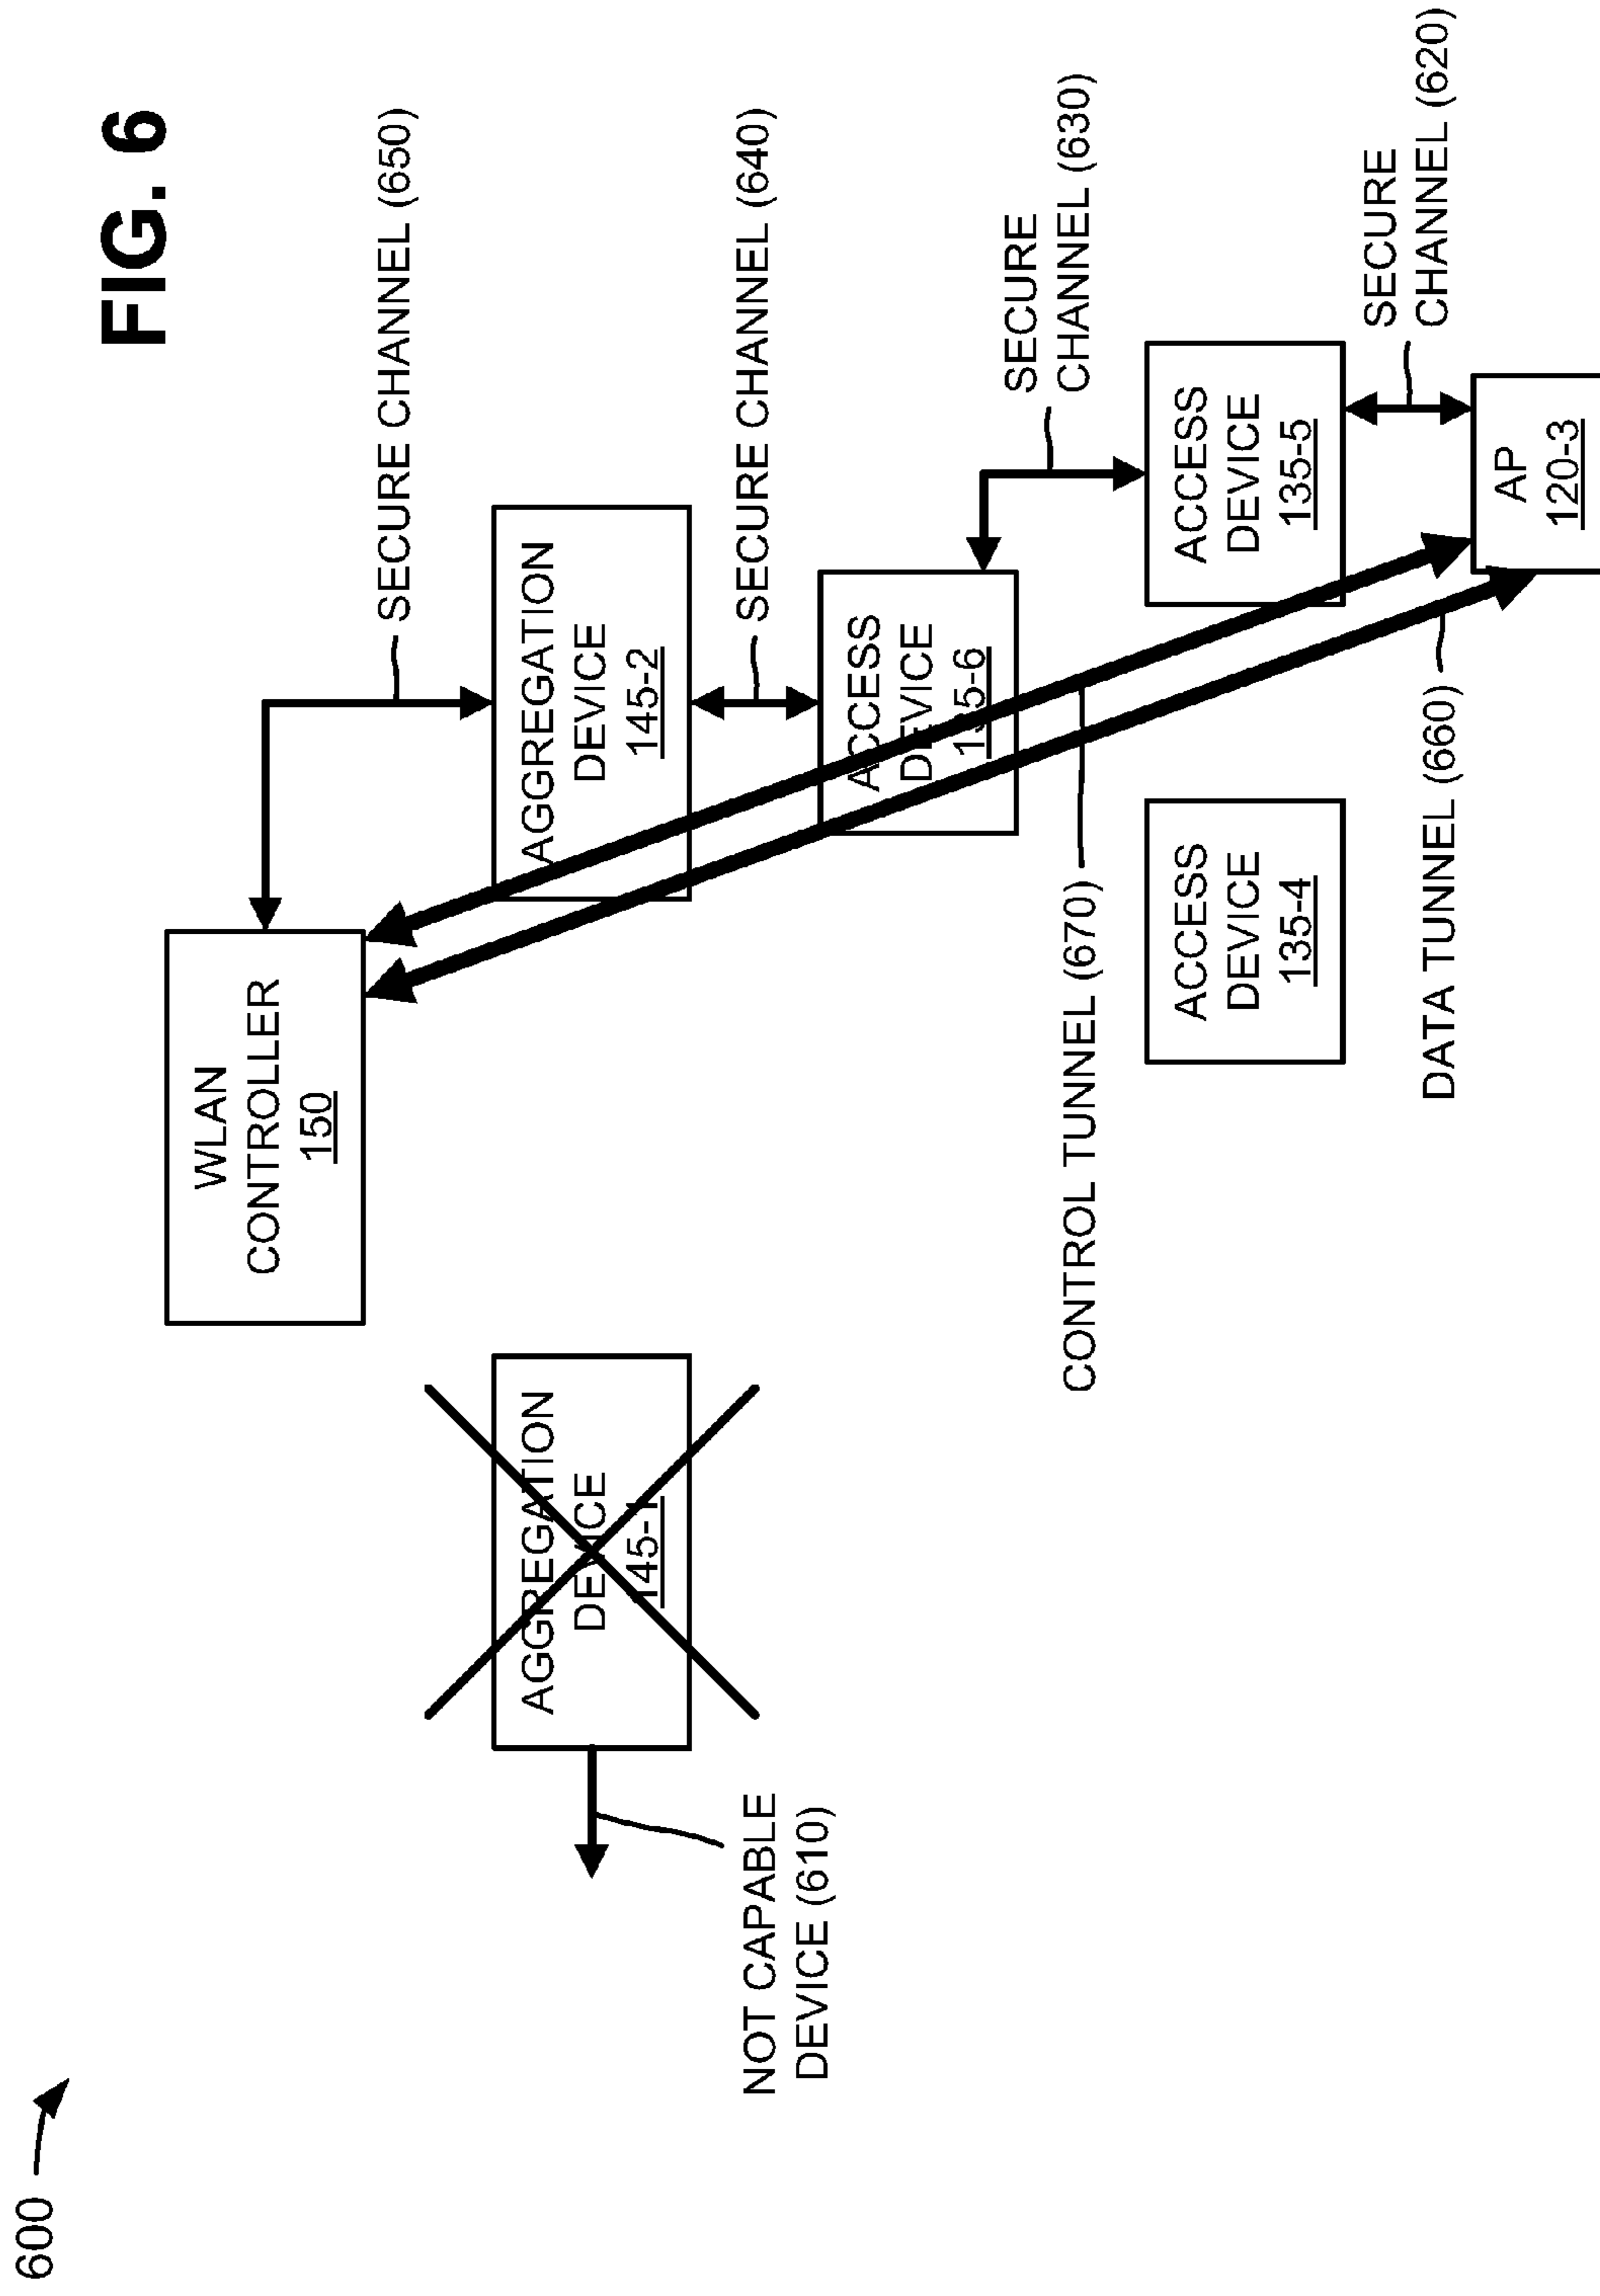 600
FIG. 6
WLAN
CONTROLLER
150
SECURE CHANNEL (650)
AGGREGATION
DEVICE
145-1
AGGREGATION
DEVICE
145-2
NOT CAPABLE
DEVICE (610)
SECURE CHANNEL (640)
ACCESS
DEVICE
135-6
SECURE
CHANNEL (630)
CONTROL TUNNEL (670)
ACCESS
DEVICE
135-4
ACCESS
DEVICE
135-5
SECURE
CHANNEL (620)
DATA TUNNEL (660)
AP
120-3